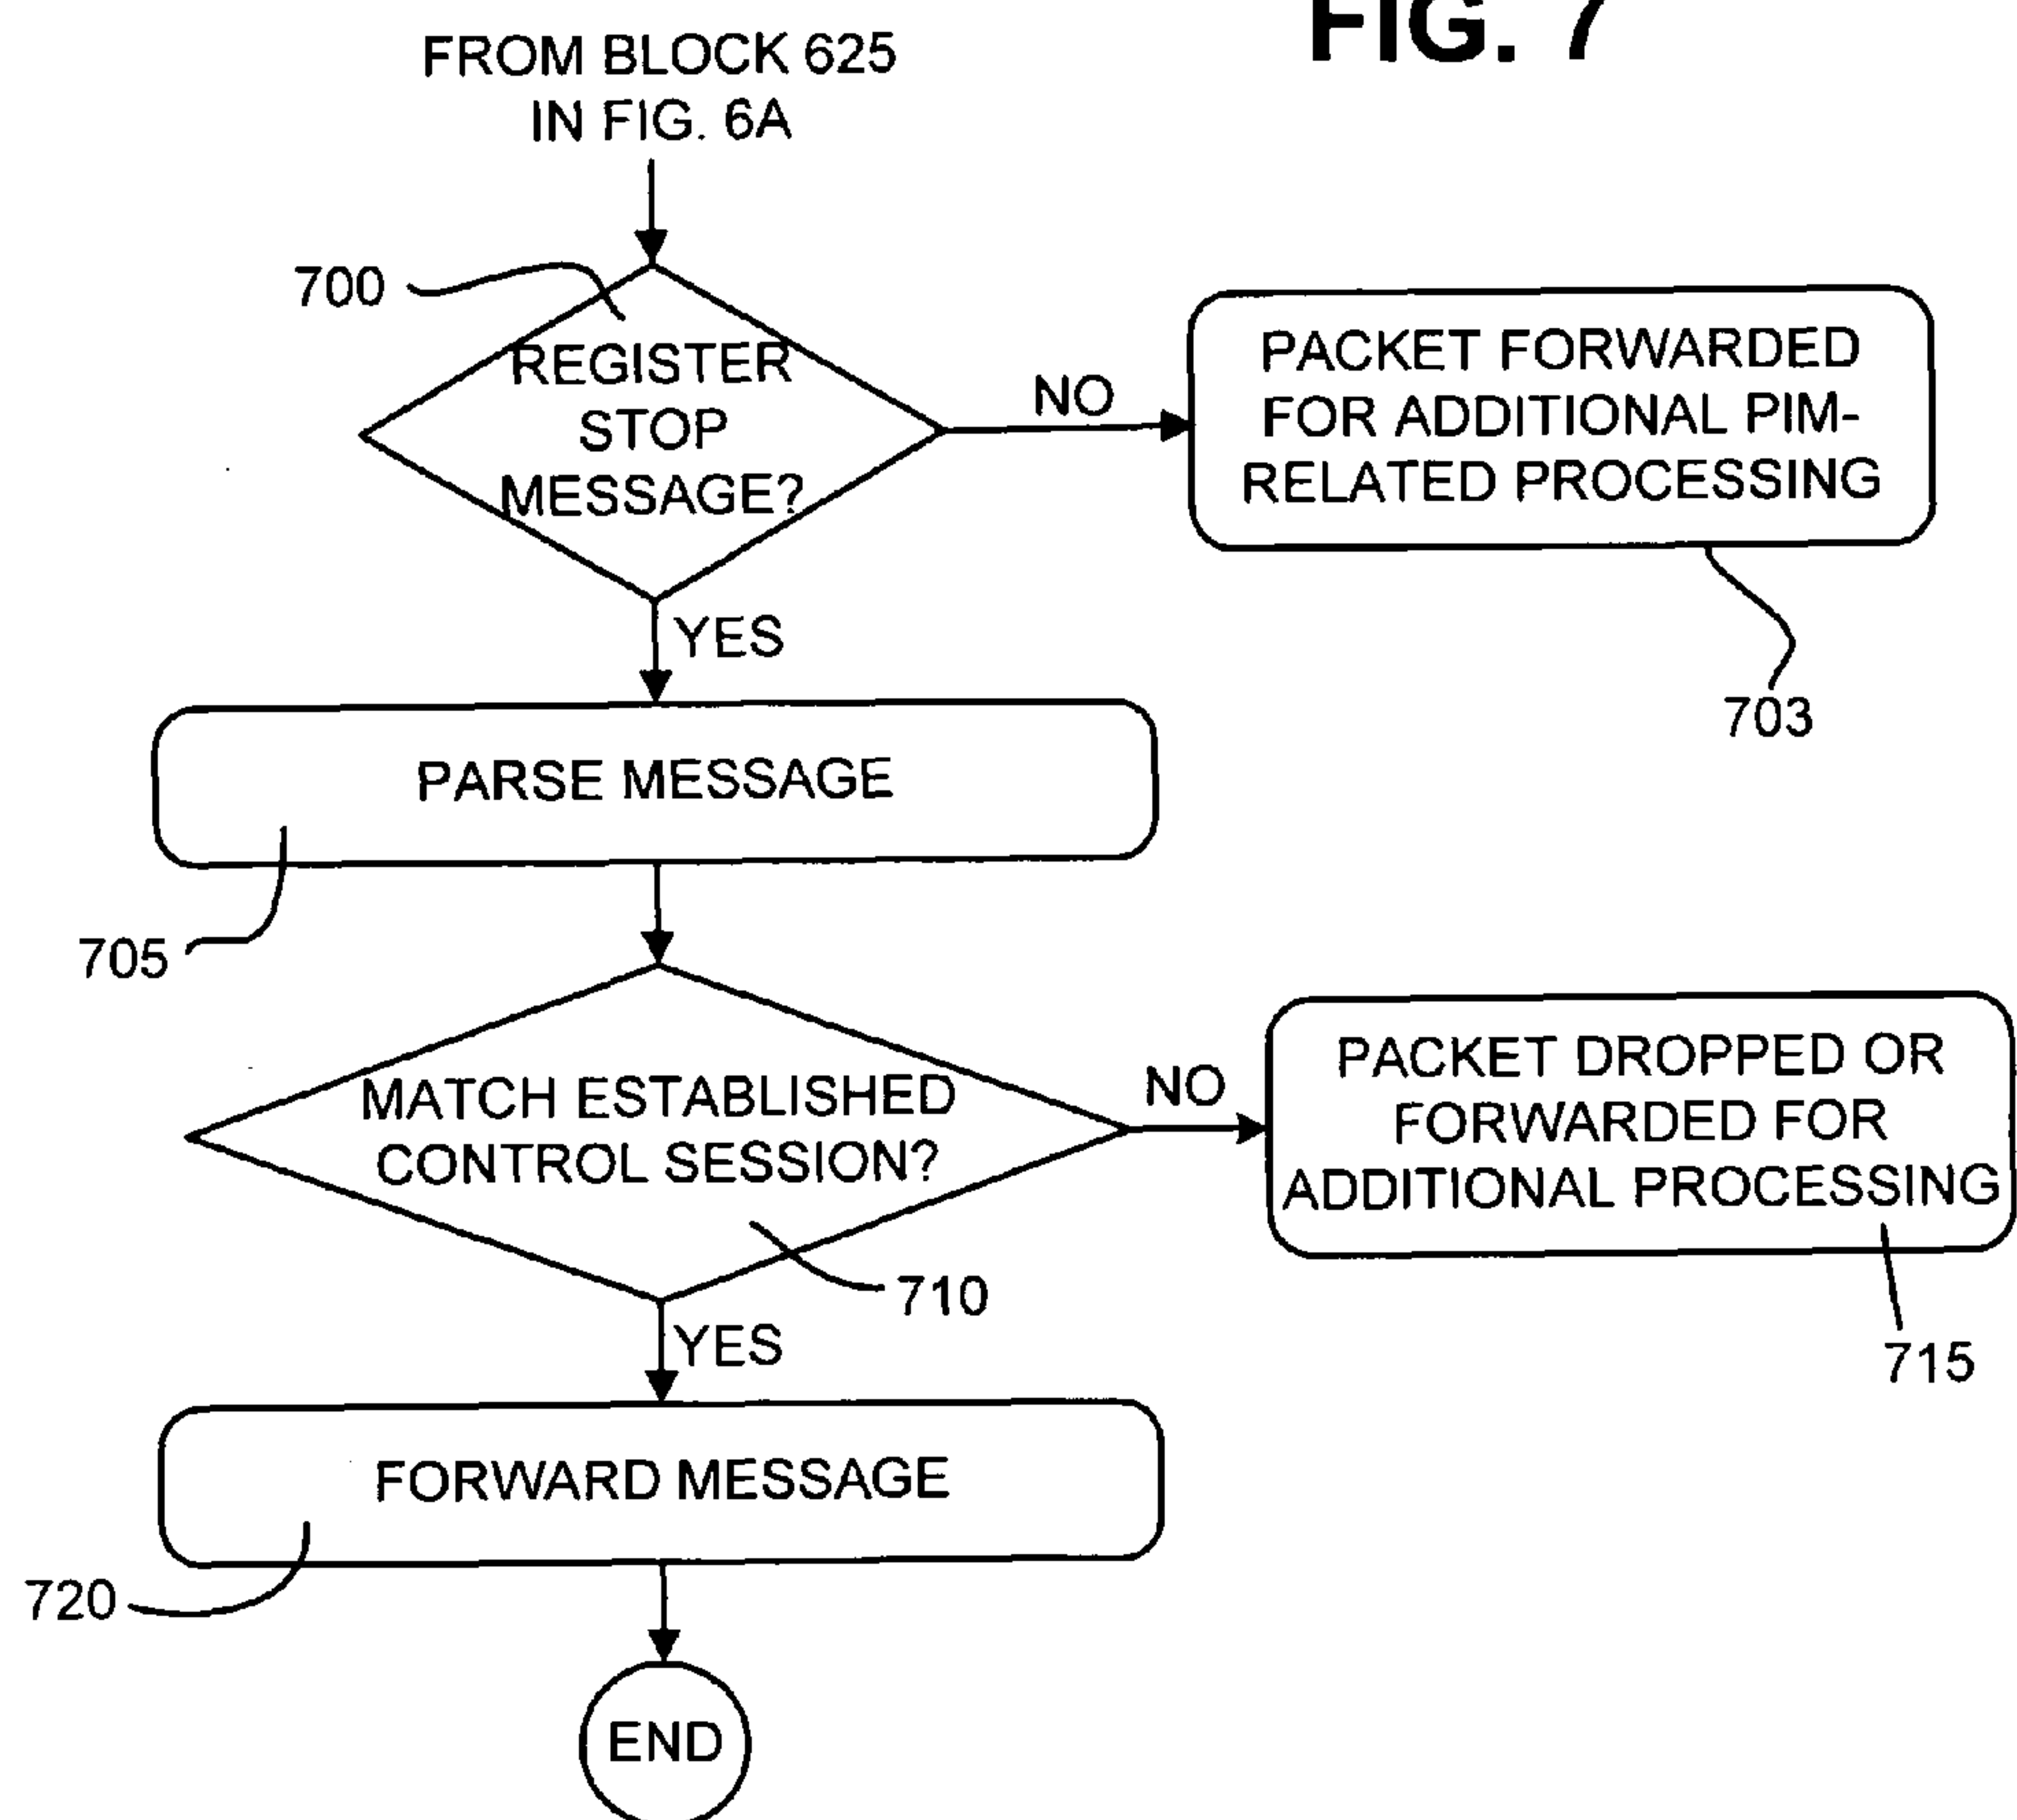 FIG. 7
FROM BLOCK 625
IN FIG. 6A
700
REGISTER
STOP
MESSAGE?
NO
PACKET FORWARDED
FOR ADDITIONAL PIM-
RELATED PROCESSING
703
YES
PARSE MESSAGE
705
MATCH ESTABLISHED
CONTROL SESSION?
710
NO
PACKET DROPPED OR
FORWARDED FOR
ADDITIONAL PROCESSING
715
YES
FORWARD MESSAGE
720
END